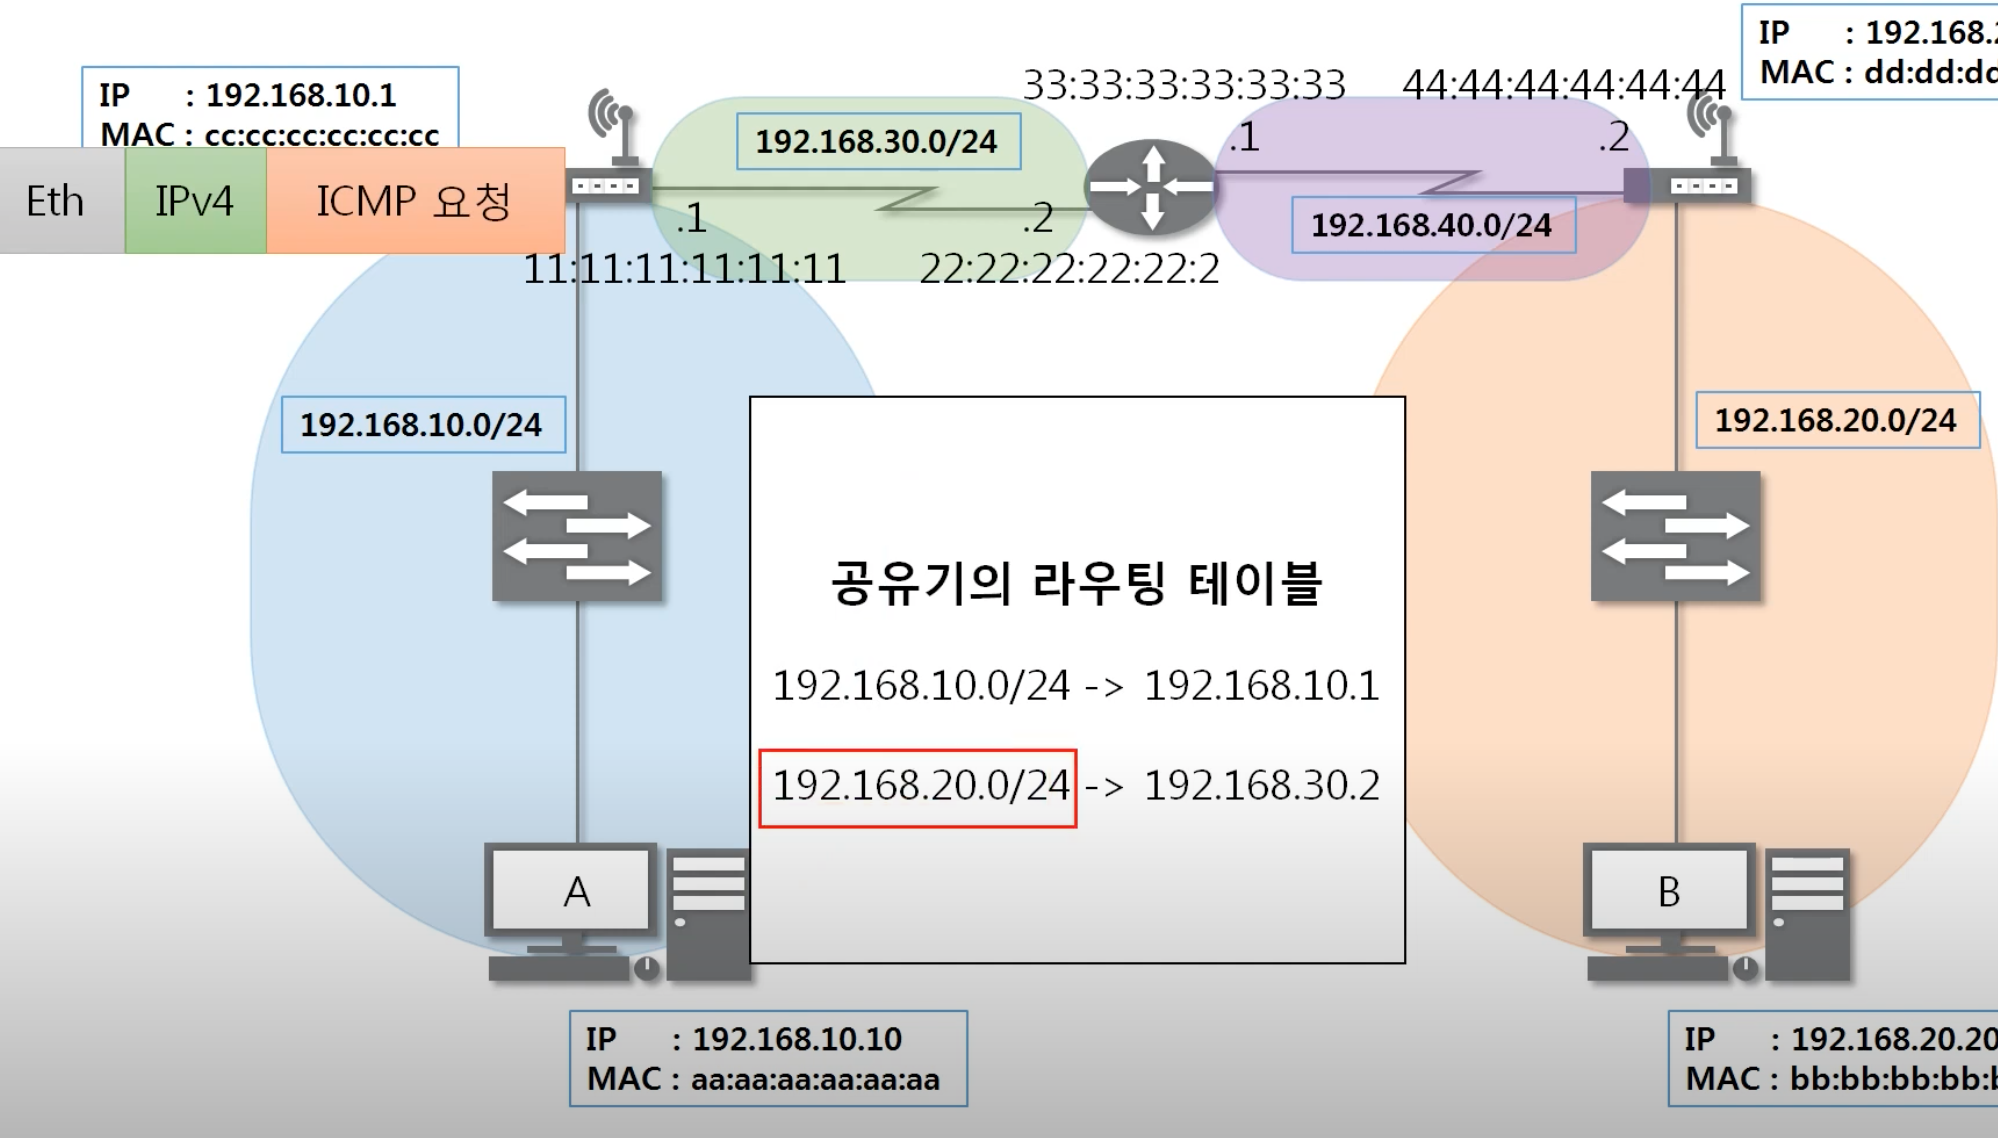 IP : 192.168.10.1
MAC : cc:cc:cc:cc:cc:cc
Eth
IPv4
ICMP 요청
192.168.30.0/24
.1
.2
11:11:11:11:11:11
22:22:22:22:22:2
33:33:33:33:33:33
44:44:44:44:44:44
.1
.2
192.168.40.0/24
IP : 192.168.2
MAC : dd:dd:dd
192.168.10.0/24
192.168.20.0/24
공유기의 라우팅 테이블
192.168.10.0/24 -> 192.168.10.1
192.168.20.0/24 -> 192.168.30.2
A
B
IP : 192.168.10.10
MAC : aa:aa:aa:aa:aa:aa
IP : 192.168.20.20
MAC : bb:bb:bb:bb:b